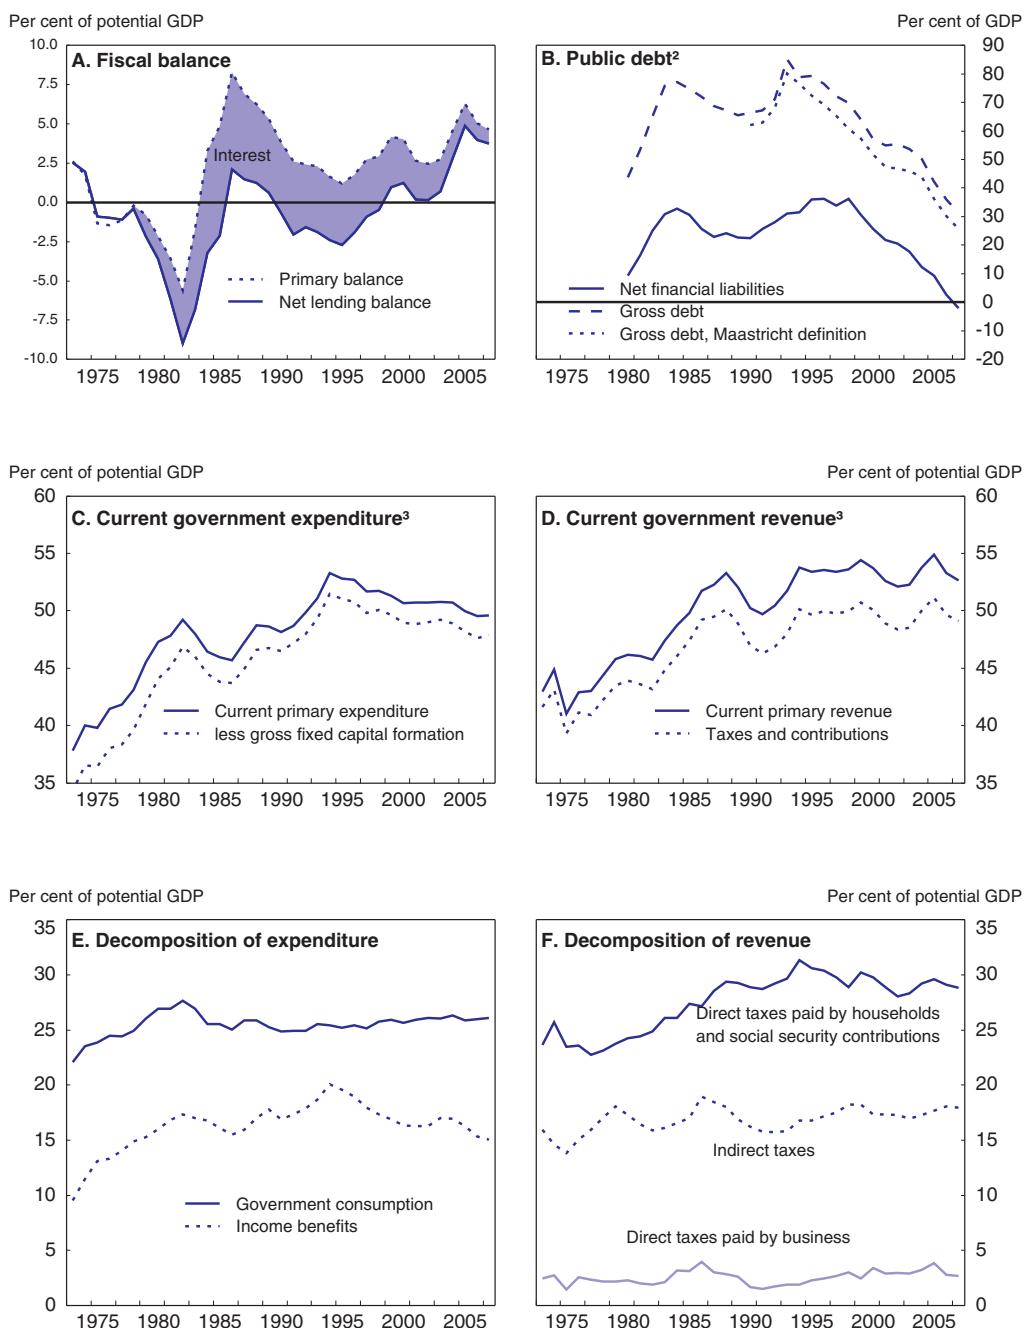 Per cent of potential GDP
A. Fiscal balance
10.0
7.5
5.0
2.5
0.0
-2.5
-5.0
-7.5
-10.0
Interest
Primary balance
Net lending balance
1975 1980 1985 1990 1995 2000 2005
Per cent of GDP
B. Public debt²
90
80
70
60
50
40
30
20
10
0
-10
-20
Net financial liabilities
Gross debt
Gross debt, Maastricht definition
1975 1980 1985 1990 1995 2000 2005
Per cent of potential GDP
C. Current government expenditure³
60
55
50
45
40
35
Current primary expenditure
less gross fixed capital formation
1975 1980 1985 1990 1995 2000 2005
Per cent of potential GDP
D. Current government revenue³
60
55
50
45
40
35
Current primary revenue
Taxes and contributions
1975 1980 1985 1990 1995 2000 2005
Per cent of potential GDP
E. Decomposition of expenditure
35
30
25
20
15
10
5
0
Government consumption
Income benefits
1975 1980 1985 1990 1995 2000 2005
Per cent of potential GDP
F. Decomposition of revenue
35
30
25
20
15
10
5
0
Direct taxes paid by households
and social security contributions
Indirect taxes
Direct taxes paid by business
1975 1980 1985 1990 1995 2000 2005